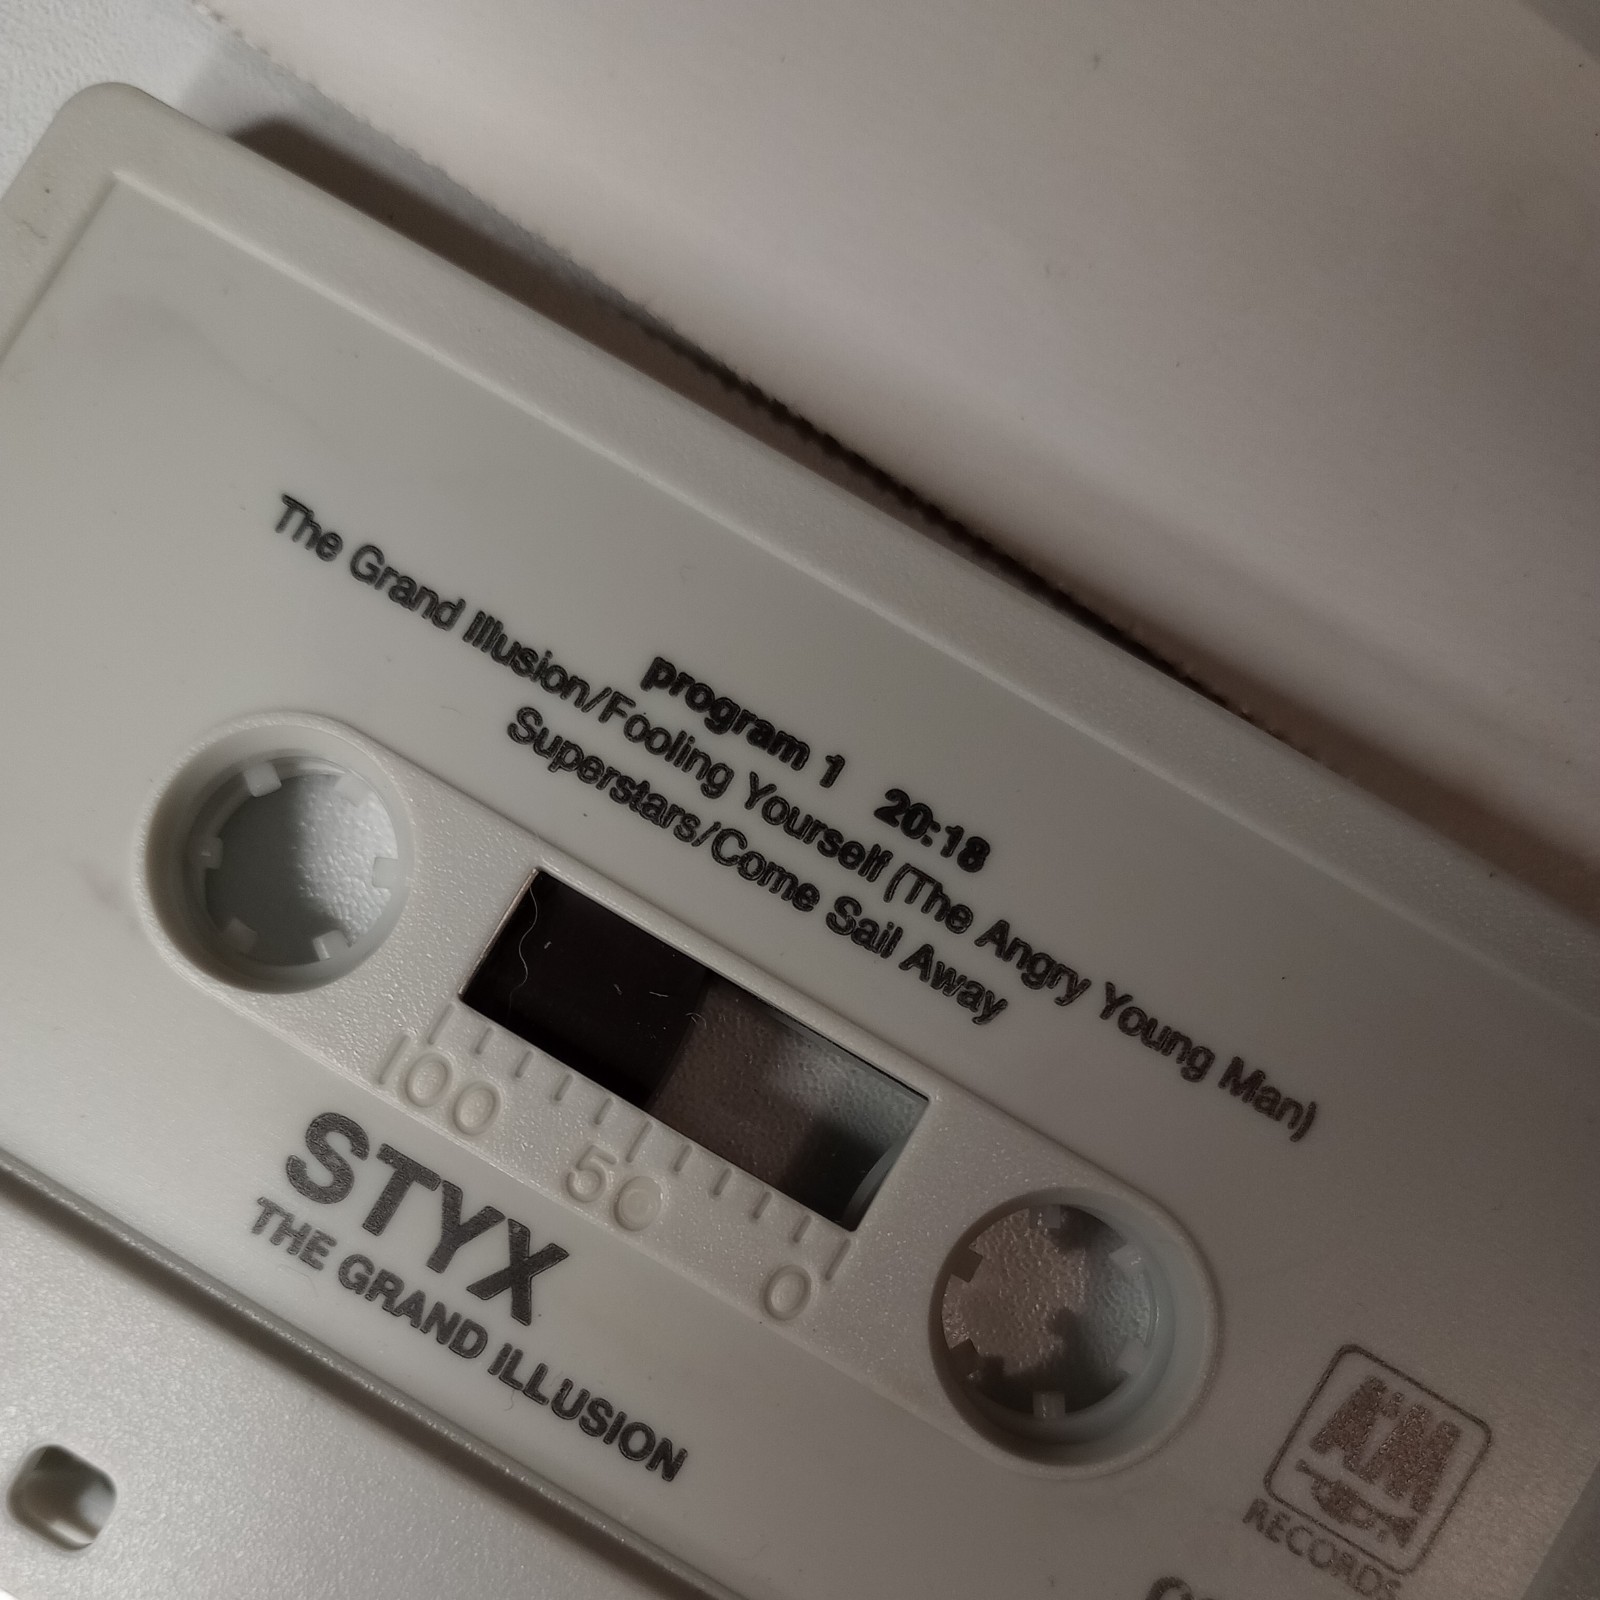 program 1 20:18
The Grand Illusion/Fooling Yourself (The Angry Young Man)
Superstars/Come Sail Away
100 50 0
STYX
THE GRAND ILLUSION
A&M
RECORDS